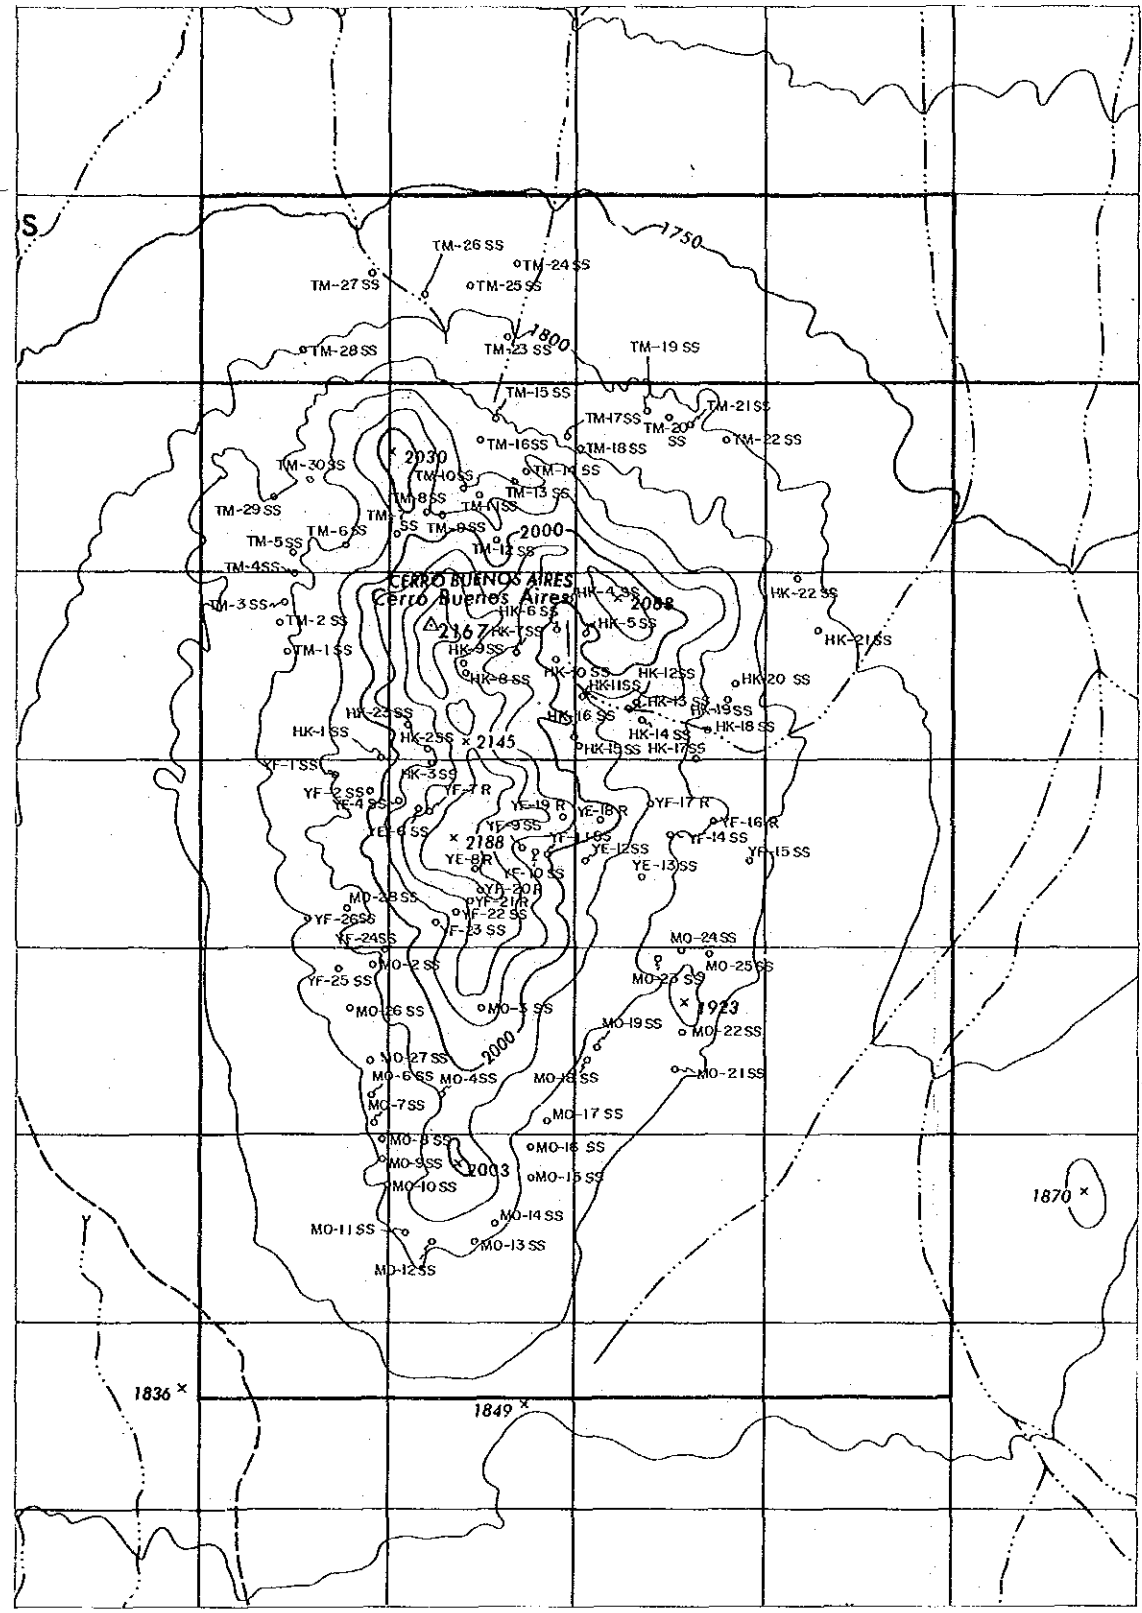 S
1750
TM-26 SS
TM-24 SS
TM-27 SS
TM-25 SS
1800
TM-23 SS
TM-19 SS
TM-28 SS
TM-15 SS
TM-17 SS
TM-21 SS
TM-20
SS
TM-22 SS
TM-16 SS
TM-18 SS
2030
TM-30 SS
TM-10 SS
TM-14 SS
TM-13 SS
TM-8 SS
TM-11 SS
TM-29 SS
TM-7
SS
TM-9 SS
2000
TM-6 SS
TM-5 SS
TM-12 SS
TM-4 SS
CERRO BUENOS AIRES
Cerro Buenos Aires
HK-4 SS
2088
HK-22 SS
TM-3 SS
HK-6 SS
TM-2 SS
2167
HK-7 SS
HK-5 SS
HK-21 SS
TM-1 SS
HK-9 SS
HK-8 SS
HK-10 SS
HK-12 SS
HK-20 SS
HK-11 SS
HK-13 SS
HK-19 SS
HK-23 SS
HK-16 SS
HK-14 SS
HK-18 SS
HK-1 SS
HK-2 SS
2145
HK-15 SS
HK-17 SS
YF-1 SS
HK-3 SS
YF-2 SS
YF-4 SS
YF-7 R
YF-19 R
YE-18 R
YF-17 R
YF-16 R
YE-6 SS
YF-9 SS
2188
YF-11 SS
YE-12 SS
YF-14 SS
YF-15 SS
YE-8 R
YF-10 SS
YE-13 SS
YF-20 R
MO-28 SS
YF-21 R
YF-22 SS
YF-26 SS
YF-23 SS
YF-24 SS
MO-24 SS
MO-2 SS
MO-25 SS
YF-25 SS
MO-23 SS
MO-26 SS
MO-3 SS
1923
MO-19 SS
MO-22 SS
2000
MO-27 SS
MO-6 SS
MO-4 SS
MO-18 SS
MO-21 SS
MO-7 SS
MO-17 SS
MO-8 SS
MO-16 SS
MO-9 SS
2003
MO-15 SS
MO-10 SS
1870
MO-14 SS
MO-11 SS
MO-13 SS
MO-12 SS
1836
1849